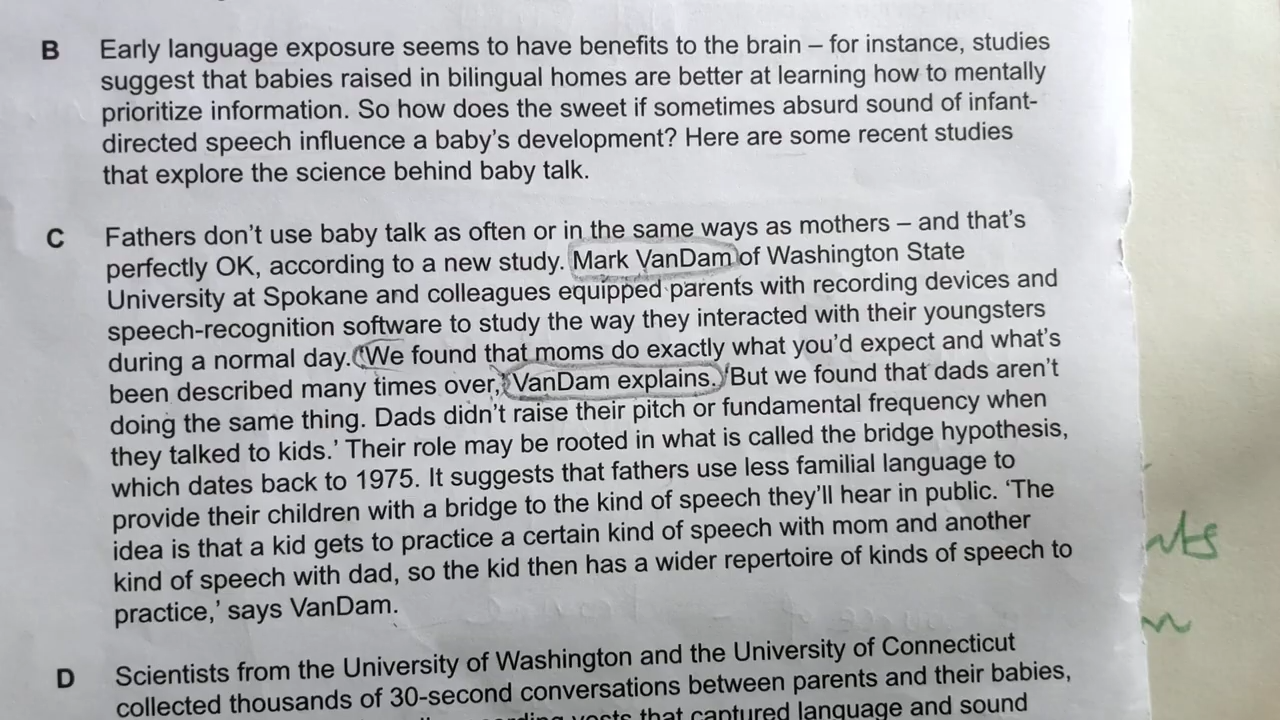 B Early language exposure seems to have benefits to the brain – for instance, studies
suggest that babies raised in bilingual homes are better at learning how to mentally
prioritize information. So how does the sweet if sometimes absurd sound of infant-
directed speech influence a baby's development? Here are some recent studies
that explore the science behind baby talk.
C Fathers don't use baby talk as often or in the same ways as mothers – and that's
perfectly OK, according to a new study. Mark VanDam of Washington State
University at Spokane and colleagues equipped parents with recording devices and
speech-recognition software to study the way they interacted with their youngsters
during a normal day. 'We found that moms do exactly what you'd expect and what's
been described many times over,' VanDam explains. 'But we found that dads aren't
doing the same thing. Dads didn't raise their pitch or fundamental frequency when
they talked to kids.' Their role may be rooted in what is called the bridge hypothesis,
which dates back to 1975. It suggests that fathers use less familial language to
provide their children with a bridge to the kind of speech they'll hear in public. 'The
idea is that a kid gets to practice a certain kind of speech with mom and another
kind of speech with dad, so the kid then has a wider repertoire of kinds of speech to
practice,' says VanDam.
D Scientists from the University of Washington and the University of Connecticut
collected thousands of 30-second conversations between parents and their babies,
that captured language and sound